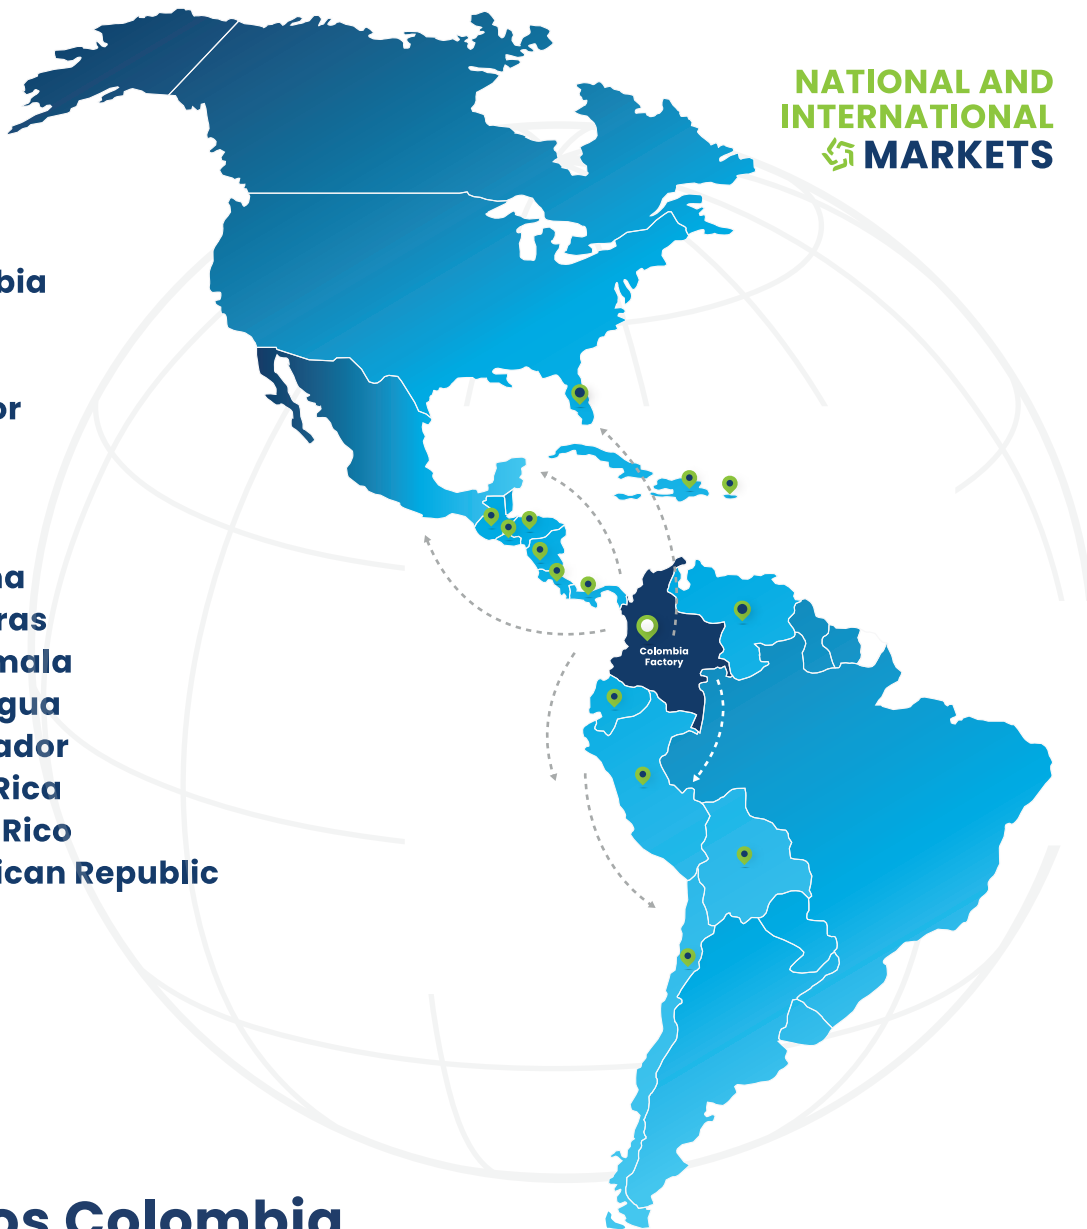 NATIONAL AND
INTERNATIONAL
MARKETS
bia
or
na
ras
mala
gua
ador
Rica
Rico
ican Republic
Colombia
Factory
os Colombia